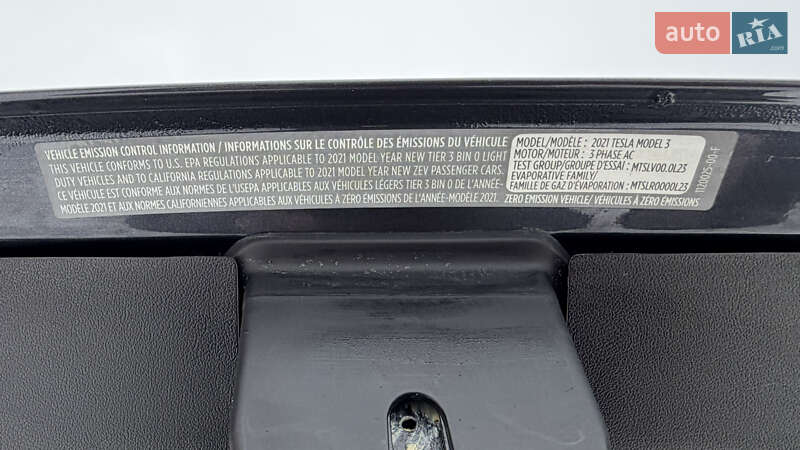 auto RIA.com
VEHICLE EMISSION CONTROL INFORMATION / INFORMATIONS SUR LE CONTRÔLE DES ÉMISSIONS DU VÉHICULE
THIS VEHICLE CONFORMS TO U.S. EPA REGULATIONS APPLICABLE TO 2021 MODEL YEAR NEW TIER 3 BIN 0 LIGHT
DUTY VEHICLES AND TO CALIFORNIA REGULATIONS APPLICABLE TO 2021 MODEL YEAR NEW ZEV PASSENGER CARS.
CE VÉHICULE EST CONFORME AUX NORMES DE L'USEPA APPLICABLES AUX VÉHICULES LÉGERS TIER 3 BIN 0 DE L'ANNÉE-
MODÈLE 2021 ET AUX NORMES CALIFORNIENNES APPLICABLES AUX VÉHICULES À ZÉRO ÉMISSIONS DE L'ANNÉE-MODÈLE 2021.
MODEL/MODÈLE: 2021 TESLA MODEL 3
MOTOR/MOTEUR: 3 PHASE AC
TEST GROUP/GROUPE D'ESSAI: MTSLV00.0L23
EVAPORATIVE FAMILY/
FAMILLE DE GAZ D'ÉVAPORATION: MTSLR0000L23
ZERO EMISSION VEHICLE/ VÉHICULES À ZÉRO ÉMISSIONS
1120025-00-F